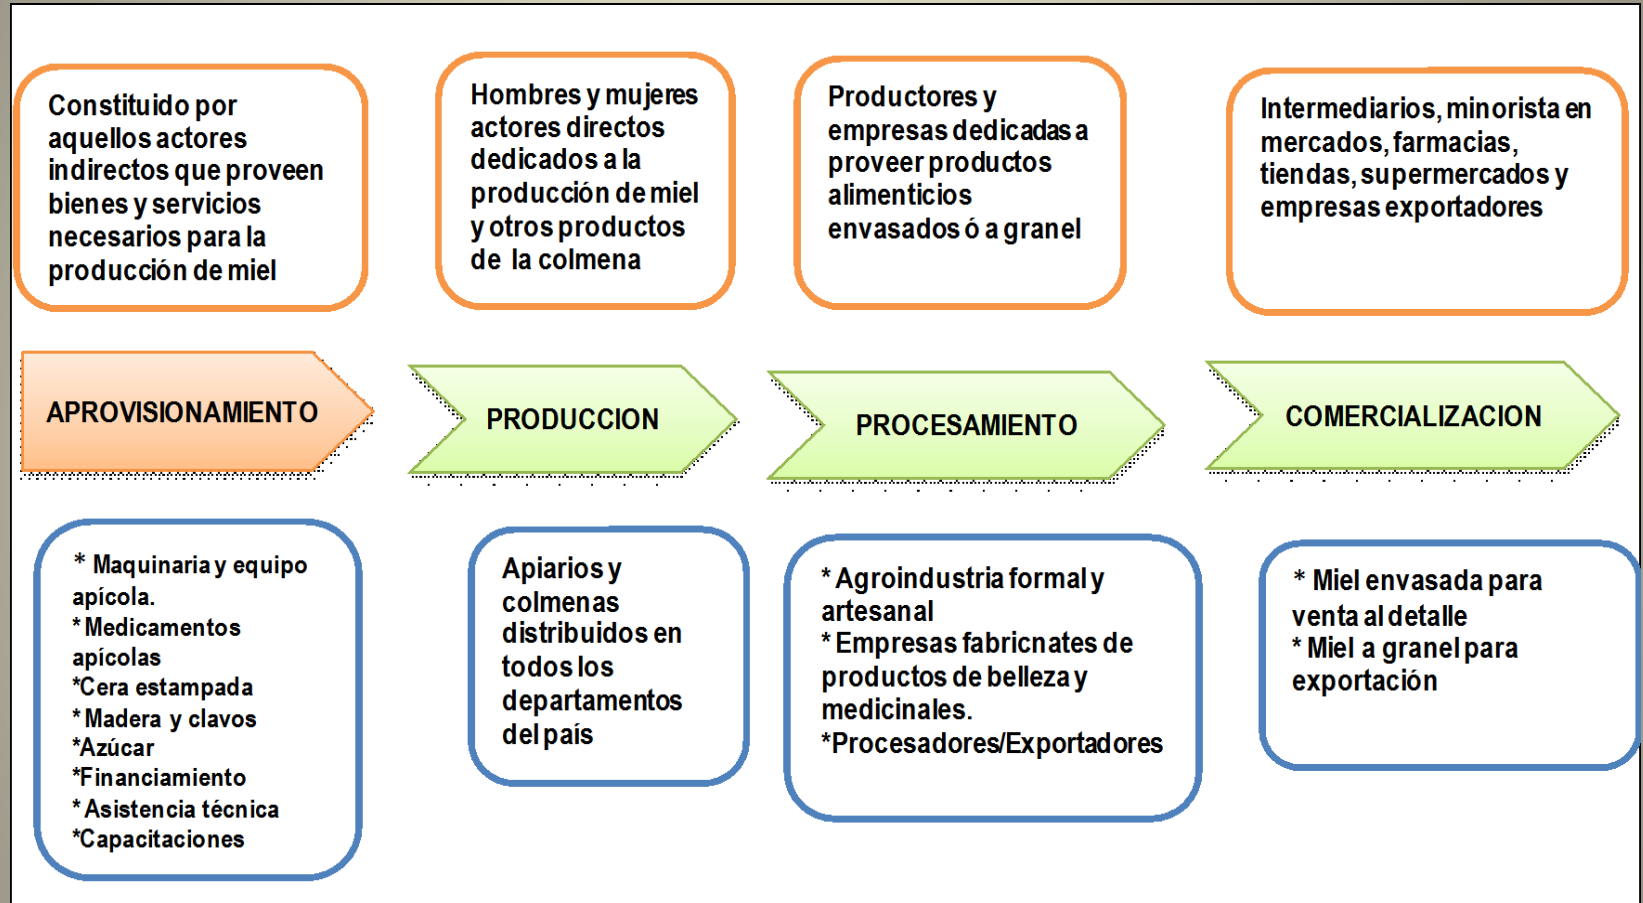 Constituido por
aquellos actores
indirectos que proveen
bienes y servicios
necesarios para la
producción de miel
Hombres y mujeres
actores directos
dedicados a la
producción de miel
y otros productos
de la colmena
Productores y
empresas dedicadas a
proveer productos
alimenticios
envasados ó a granel
Intermediarios, minorista en
mercados, farmacias,
tiendas, supermercados y
empresas exportadores
APROVISIONAMIENTO
PRODUCCION
PROCESAMIENTO
COMERCIALIZACION
* Maquinaria y equipo
apícola.
* Medicamentos
apícolas
*Cera estampada
* Madera y clavos
*Azúcar
*Financiamiento
* Asistencia técnica
*Capacitaciones
Apiarios y
colmenas
distribuidos en
todos los
departamentos
del país
* Agroindustria formal y
artesanal
* Empresas fabricnates de
productos de belleza y
medicinales.
*Procesadores/Exportadores
* Miel envasada para
venta al detalle
* Miel a granel para
exportación